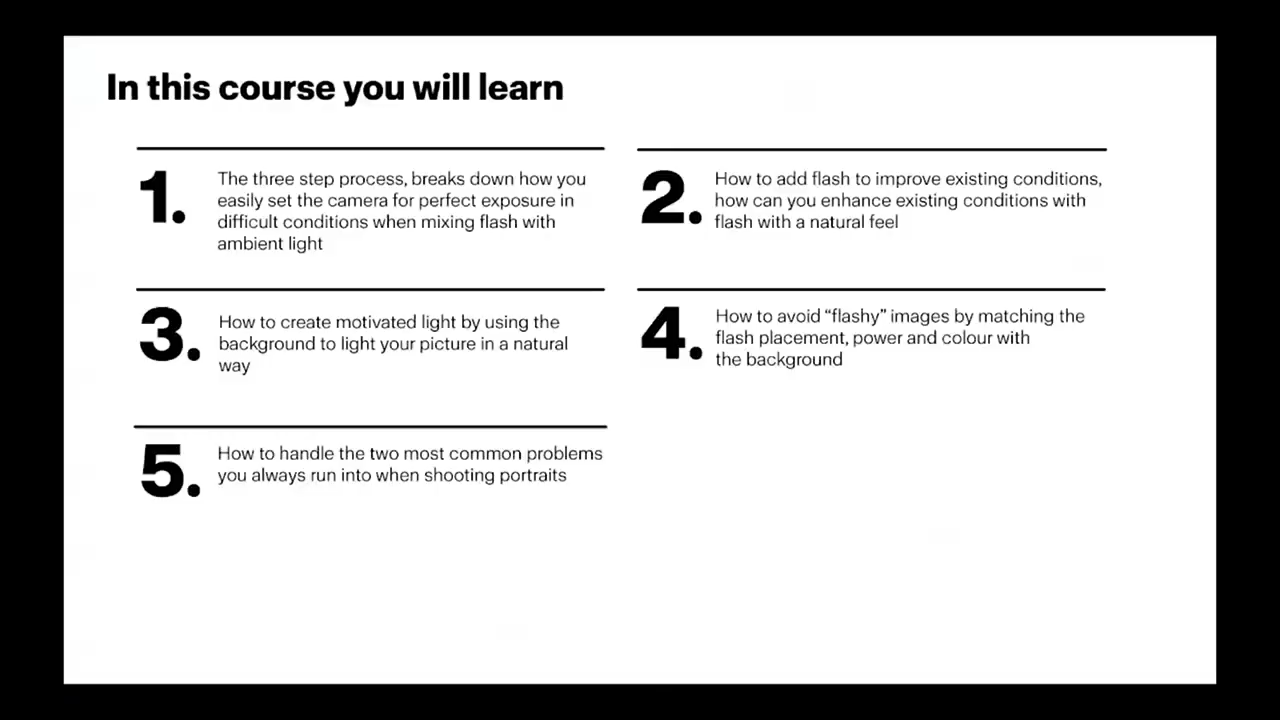 In this course you will learn
1.
The three step process, breaks down how you
easily set the camera for perfect exposure in
difficult conditions when mixing flash with
ambient light
2.
How to add flash to improve existing conditions,
how can you enhance existing conditions with
flash with a natural feel
3.
How to create motivated light by using the
background to light your picture in a natural
way
4.
How to avoid “flashy” images by matching the
flash placement, power and colour with
the background
5.
How to handle the two most common problems
you always run into when shooting portraits